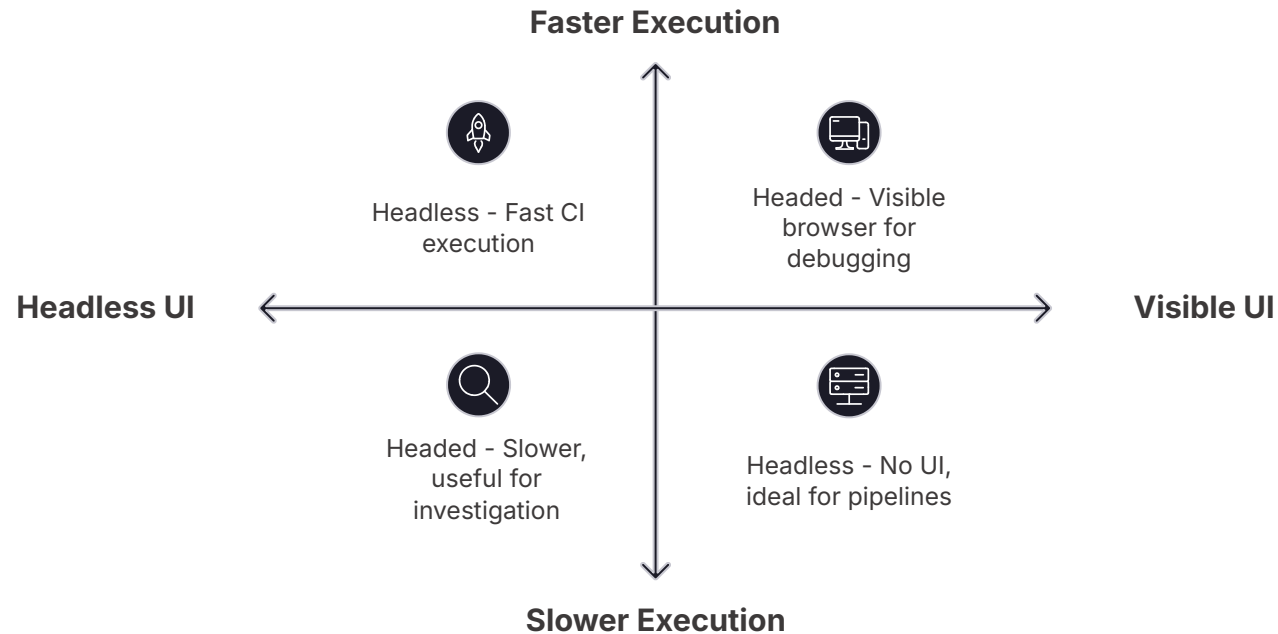 Faster Execution
Headless - Fast CI
execution
Headed - Visible
browser for
debugging
Headless UI
Visible UI
Headed - Slower,
useful for
investigation
Headless - No UI,
ideal for pipelines
Slower Execution